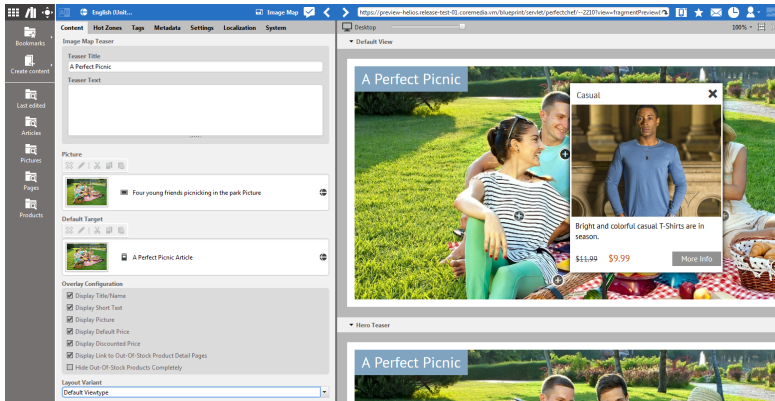 English (Unit...
Image Map
https://preview-helios.release-test-01.coremedia.vm/blueprint/servlet/perfectchef/--2210?view=fragmentPreview
Bookmarks
Create content
Last edited
Articles
Pictures
Pages
Products
Content Hot Zones Tags Metadata Settings Localization System
Image Map Teaser
Teaser Title
A Perfect Picnic
Teaser Text
Picture
Four young friends picnicking in the park Picture
Default Target
A Perfect Picnic Article
Overlay Configuration
Display Title/Name
Display Short Text
Display Picture
Display Default Price
Display Discounted Price
Display Link to Out-Of-Stock Product Detail Pages
Hide Out-Of-Stock Products Completely
Layout Variant
Default Viewtype
Desktop
100%
Default View
A Perfect Picnic
Casual
Bright and colorful casual T-Shirts are in
season.
$11.99 $9.99 More Info
Hero Teaser
A Perfect Picnic